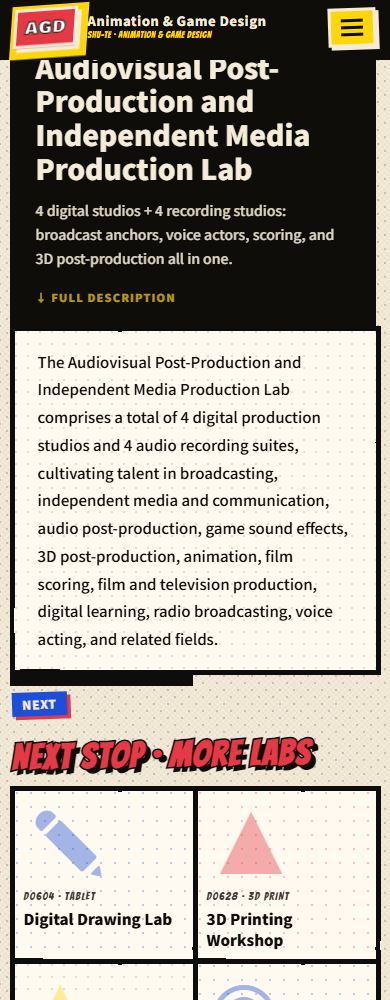 AGD
Animation & Game Design
SHU-TE · ANIMATION & GAME DESIGN
Audiovisual Post-
Production and
Independent Media
Production Lab
4 digital studios + 4 recording studios:
broadcast anchors, voice actors, scoring, and
3D post-production all in one.
↓ FULL DESCRIPTION
The Audiovisual Post-Production and
Independent Media Production Lab
comprises a total of 4 digital production
studios and 4 audio recording suites,
cultivating talent in broadcasting,
independent media and communication,
audio post-production, game sound effects,
3D post-production, animation, film
scoring, film and television production,
digital learning, radio broadcasting, voice
acting, and related fields.
NEXT
NEXT STOP · MORE LABS
D0604 · TABLET
Digital Drawing Lab
D0628 · 3D PRINT
3D Printing
Workshop